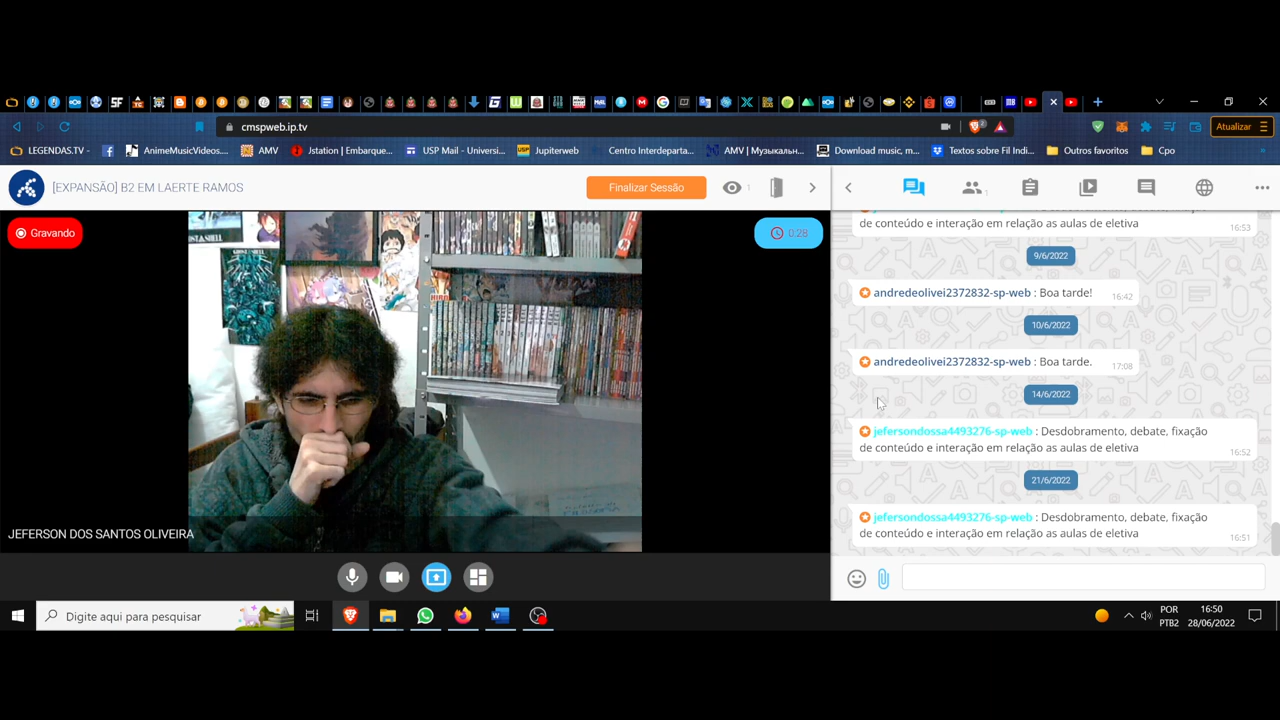 cmspweb.ip.tv
Atualizar
LEGENDAS.TV -
AnimeMusicVideos...
AMV
Jstation | Embarque...
USP Mail - Universi...
Jupiterweb
Centro Interdeparta...
AMV | Музыкальн...
Download music, m...
Textos sobre Fil Indi...
Outros favoritos
Cpo
[EXPANSÃO] B2 EM LAERTE RAMOS
Finalizar Sessão
1
1
Gravando
0:28
JEFERSON DOS SANTOS OLIVEIRA
de conteúdo e interação em relação as aulas de eletiva
16:53
9/6/2022
andredeolivei2372832-sp-web : Boa tarde!
16:42
10/6/2022
andredeolivei2372832-sp-web : Boa tarde.
17:08
14/6/2022
jefersondossa4493276-sp-web : Desdobramento, debate, fixação
de conteúdo e interação em relação as aulas de eletiva
16:52
21/6/2022
jefersondossa4493276-sp-web : Desdobramento, debate, fixação
de conteúdo e interação em relação as aulas de eletiva
16:51
Digite aqui para pesquisar
POR
PTB2
16:50
28/06/2022